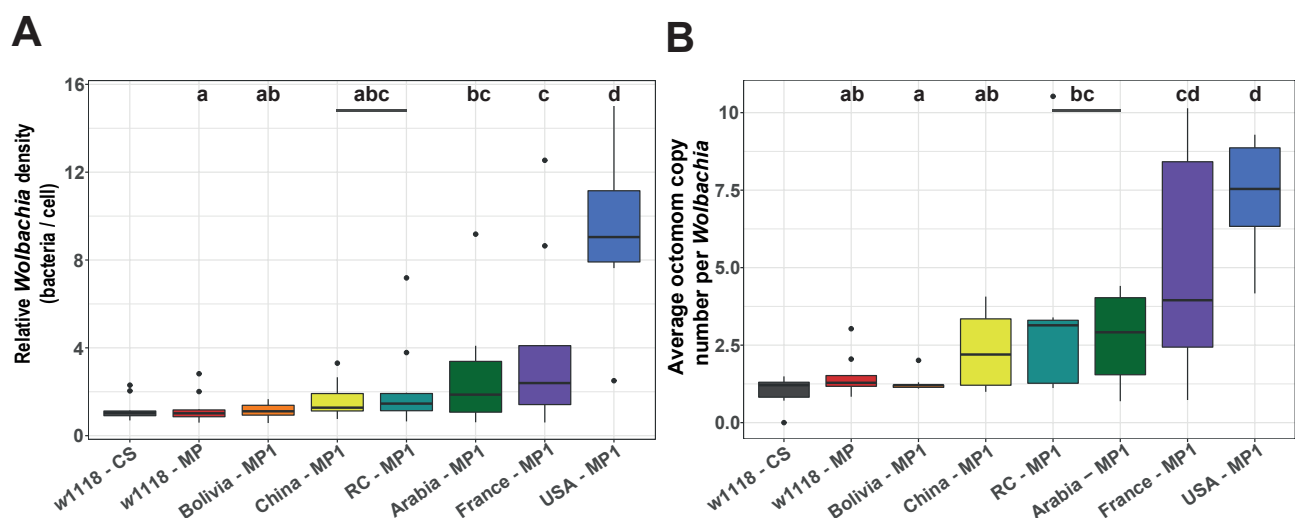 A
Relative Wolbachia density
(bacteria / cell)
16
12
8
4
0
a
ab
abc
bc
c
d
w1118 - CS
w1118 - MP
Bolivia - MP1
China - MP1
RC - MP1
Arabia - MP1
France - MP1
USA - MP1
B
Average octomom copy
number per Wolbachia
10
7.5
5.0
2.5
0.0
ab
a
ab
bc
cd
d
w1118 - CS
w1118 - MP
Bolivia - MP1
China - MP1
RC - MP1
Arabia – MP1
France - MP1
USA - MP1